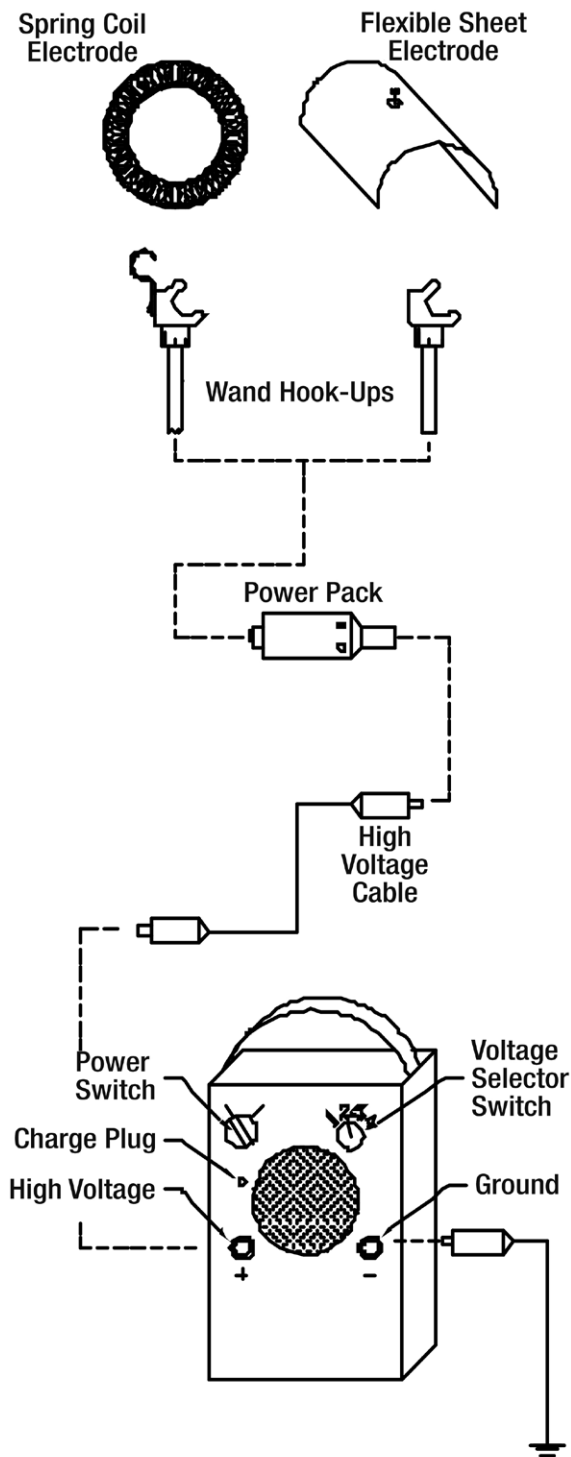 Spring Coil
Electrode
Flexible Sheet
Electrode
Wand Hook-Ups
Power Pack
High
Voltage
Cable
Power
Switch
Voltage
Selector
Switch
Charge Plug
High Voltage
Ground
+
−